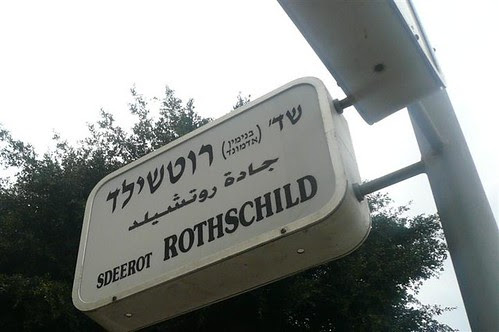 שד' (בנימין אדמונד) רוטשילד
جادة روتشيلد
SDEEROT ROTHSCHILD